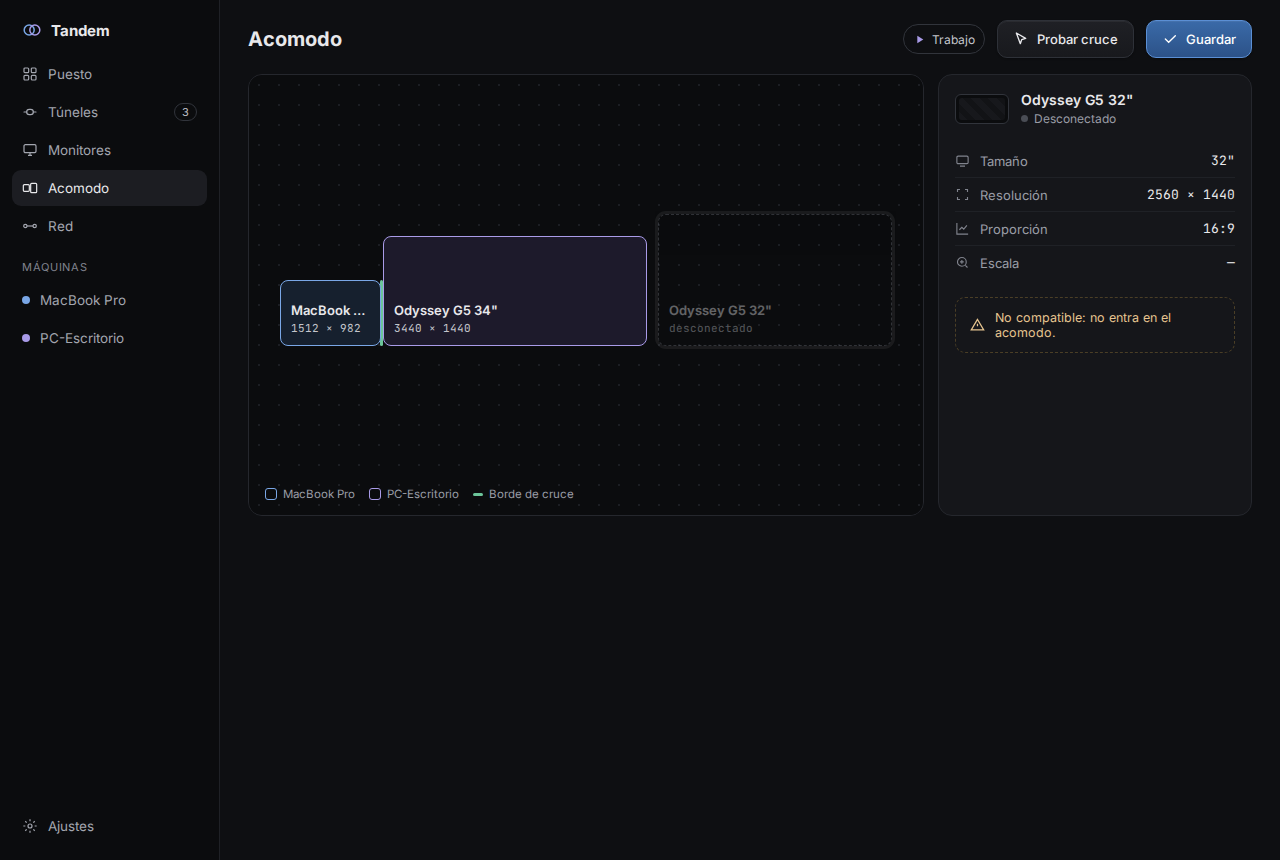 Tandem
Puesto
Túneles 3
Monitores
Acomodo
Red
MÁQUINAS
MacBook Pro
PC-Escritorio
Ajustes
Acomodo
Trabajo
Probar cruce
Guardar
MacBook ...
1512 × 982
Odyssey G5 34"
3440 × 1440
Odyssey G5 32"
desconectado
MacBook Pro
PC-Escritorio
Borde de cruce
Odyssey G5 32"
Desconectado
Tamaño 32"
Resolución 2560 × 1440
Proporción 16:9
Escala —
No compatible: no entra en el
acomodo.